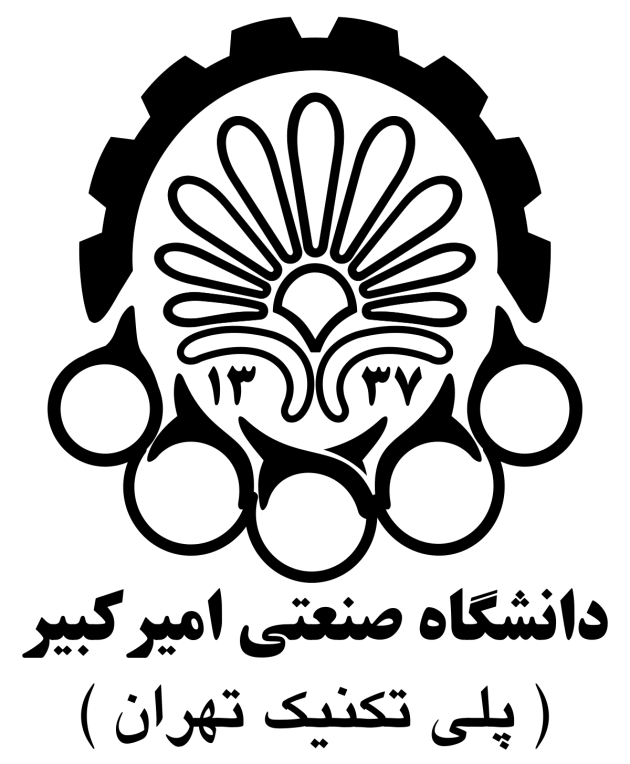 ۱۳ ۳۷
دانشگاه صنعتی امیرکبیر
( پلی تکنیک تهران )